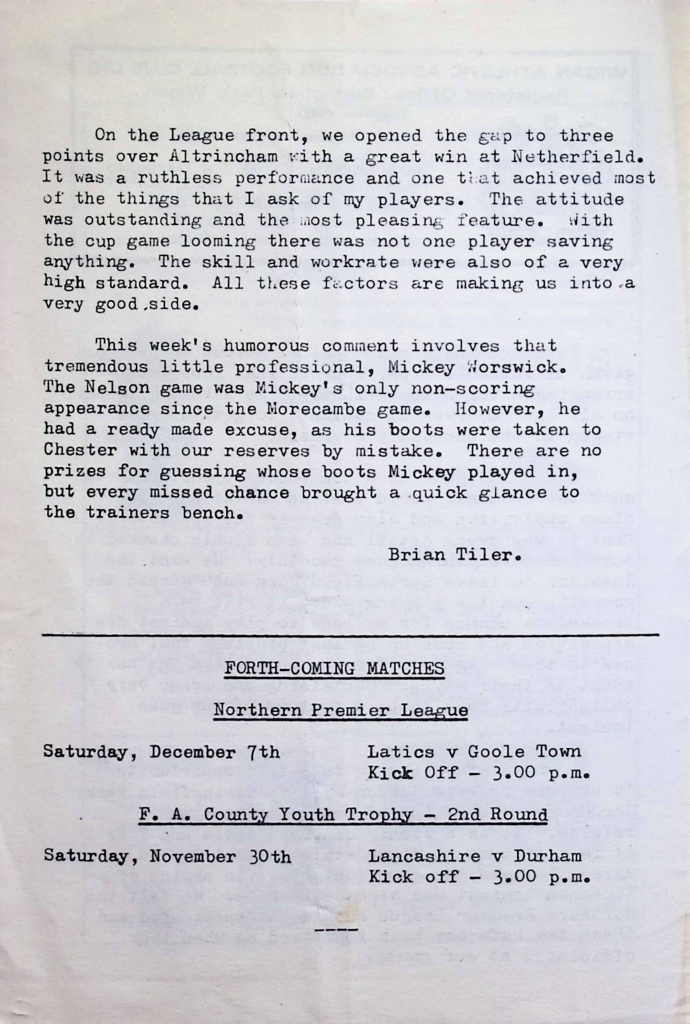 On the League front, we opened the gap to three
points over Altrincham with a great win at Netherfield.
It was a ruthless performance and one that achieved most
of the things that I ask of my players. The attitude
was outstanding and the most pleasing feature. With
the cup game looming there was not one player saving
anything. The skill and workrate were also of a very
high standard. All these factors are making us into a
very good side.
This week's humorous comment involves that
tremendous little professional, Mickey Worswick.
The Nelson game was Mickey's only non-scoring
appearance since the Morecambe game. However, he
had a ready made excuse, as his boots were taken to
Chester with our reserves by mistake. There are no
prizes for guessing whose boots Mickey played in,
but every missed chance brought a quick glance to
the trainers bench.
Brian Tiler.
FORTH-COMING MATCHES
Northern Premier League
Saturday, December 7th Latics v Goole Town
Kick Off - 3.00 p.m.
F. A. County Youth Trophy - 2nd Round
Saturday, November 30th Lancashire v Durham
Kick off - 3.00 p.m.